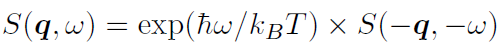 S(𝒒, ω) = exp(ħω/k_BT) × S(−𝒒, −ω)